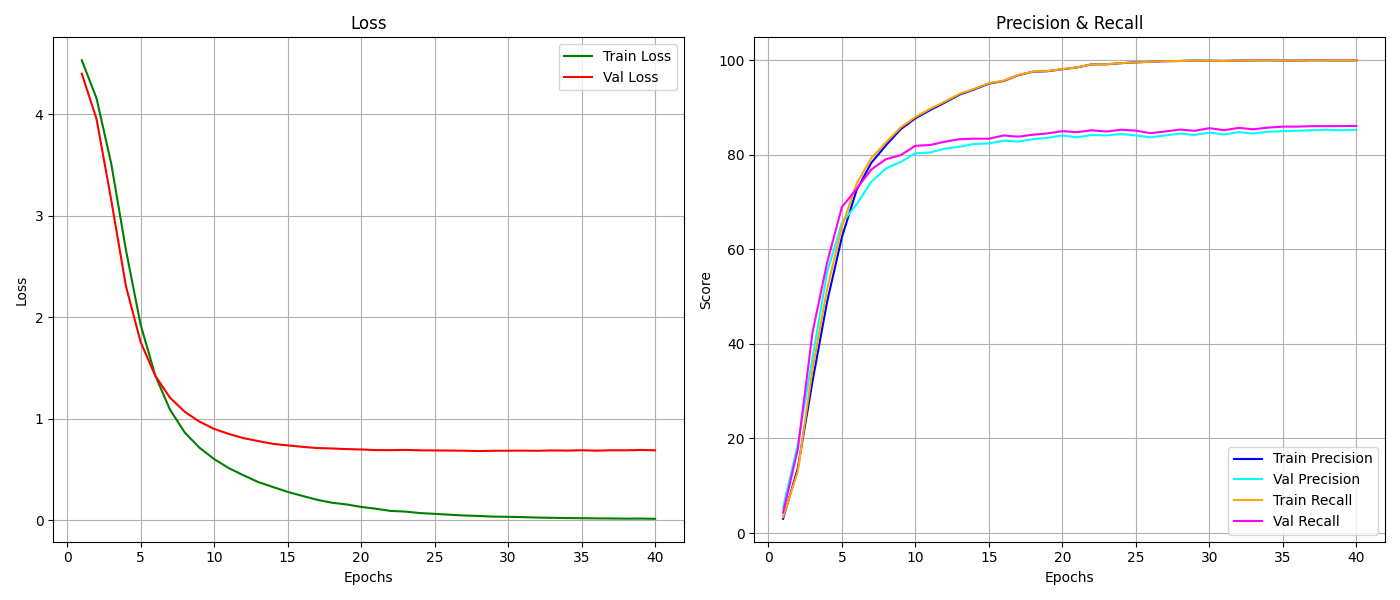 Loss
Train Loss
Val Loss
4
3
2
1
0
Loss
0 5 10 15 20 25 30 35 40
Epochs
Precision & Recall
100
80
60
40
20
0
Score
Train Precision
Val Precision
Train Recall
Val Recall
0 5 10 15 20 25 30 35 40
Epochs